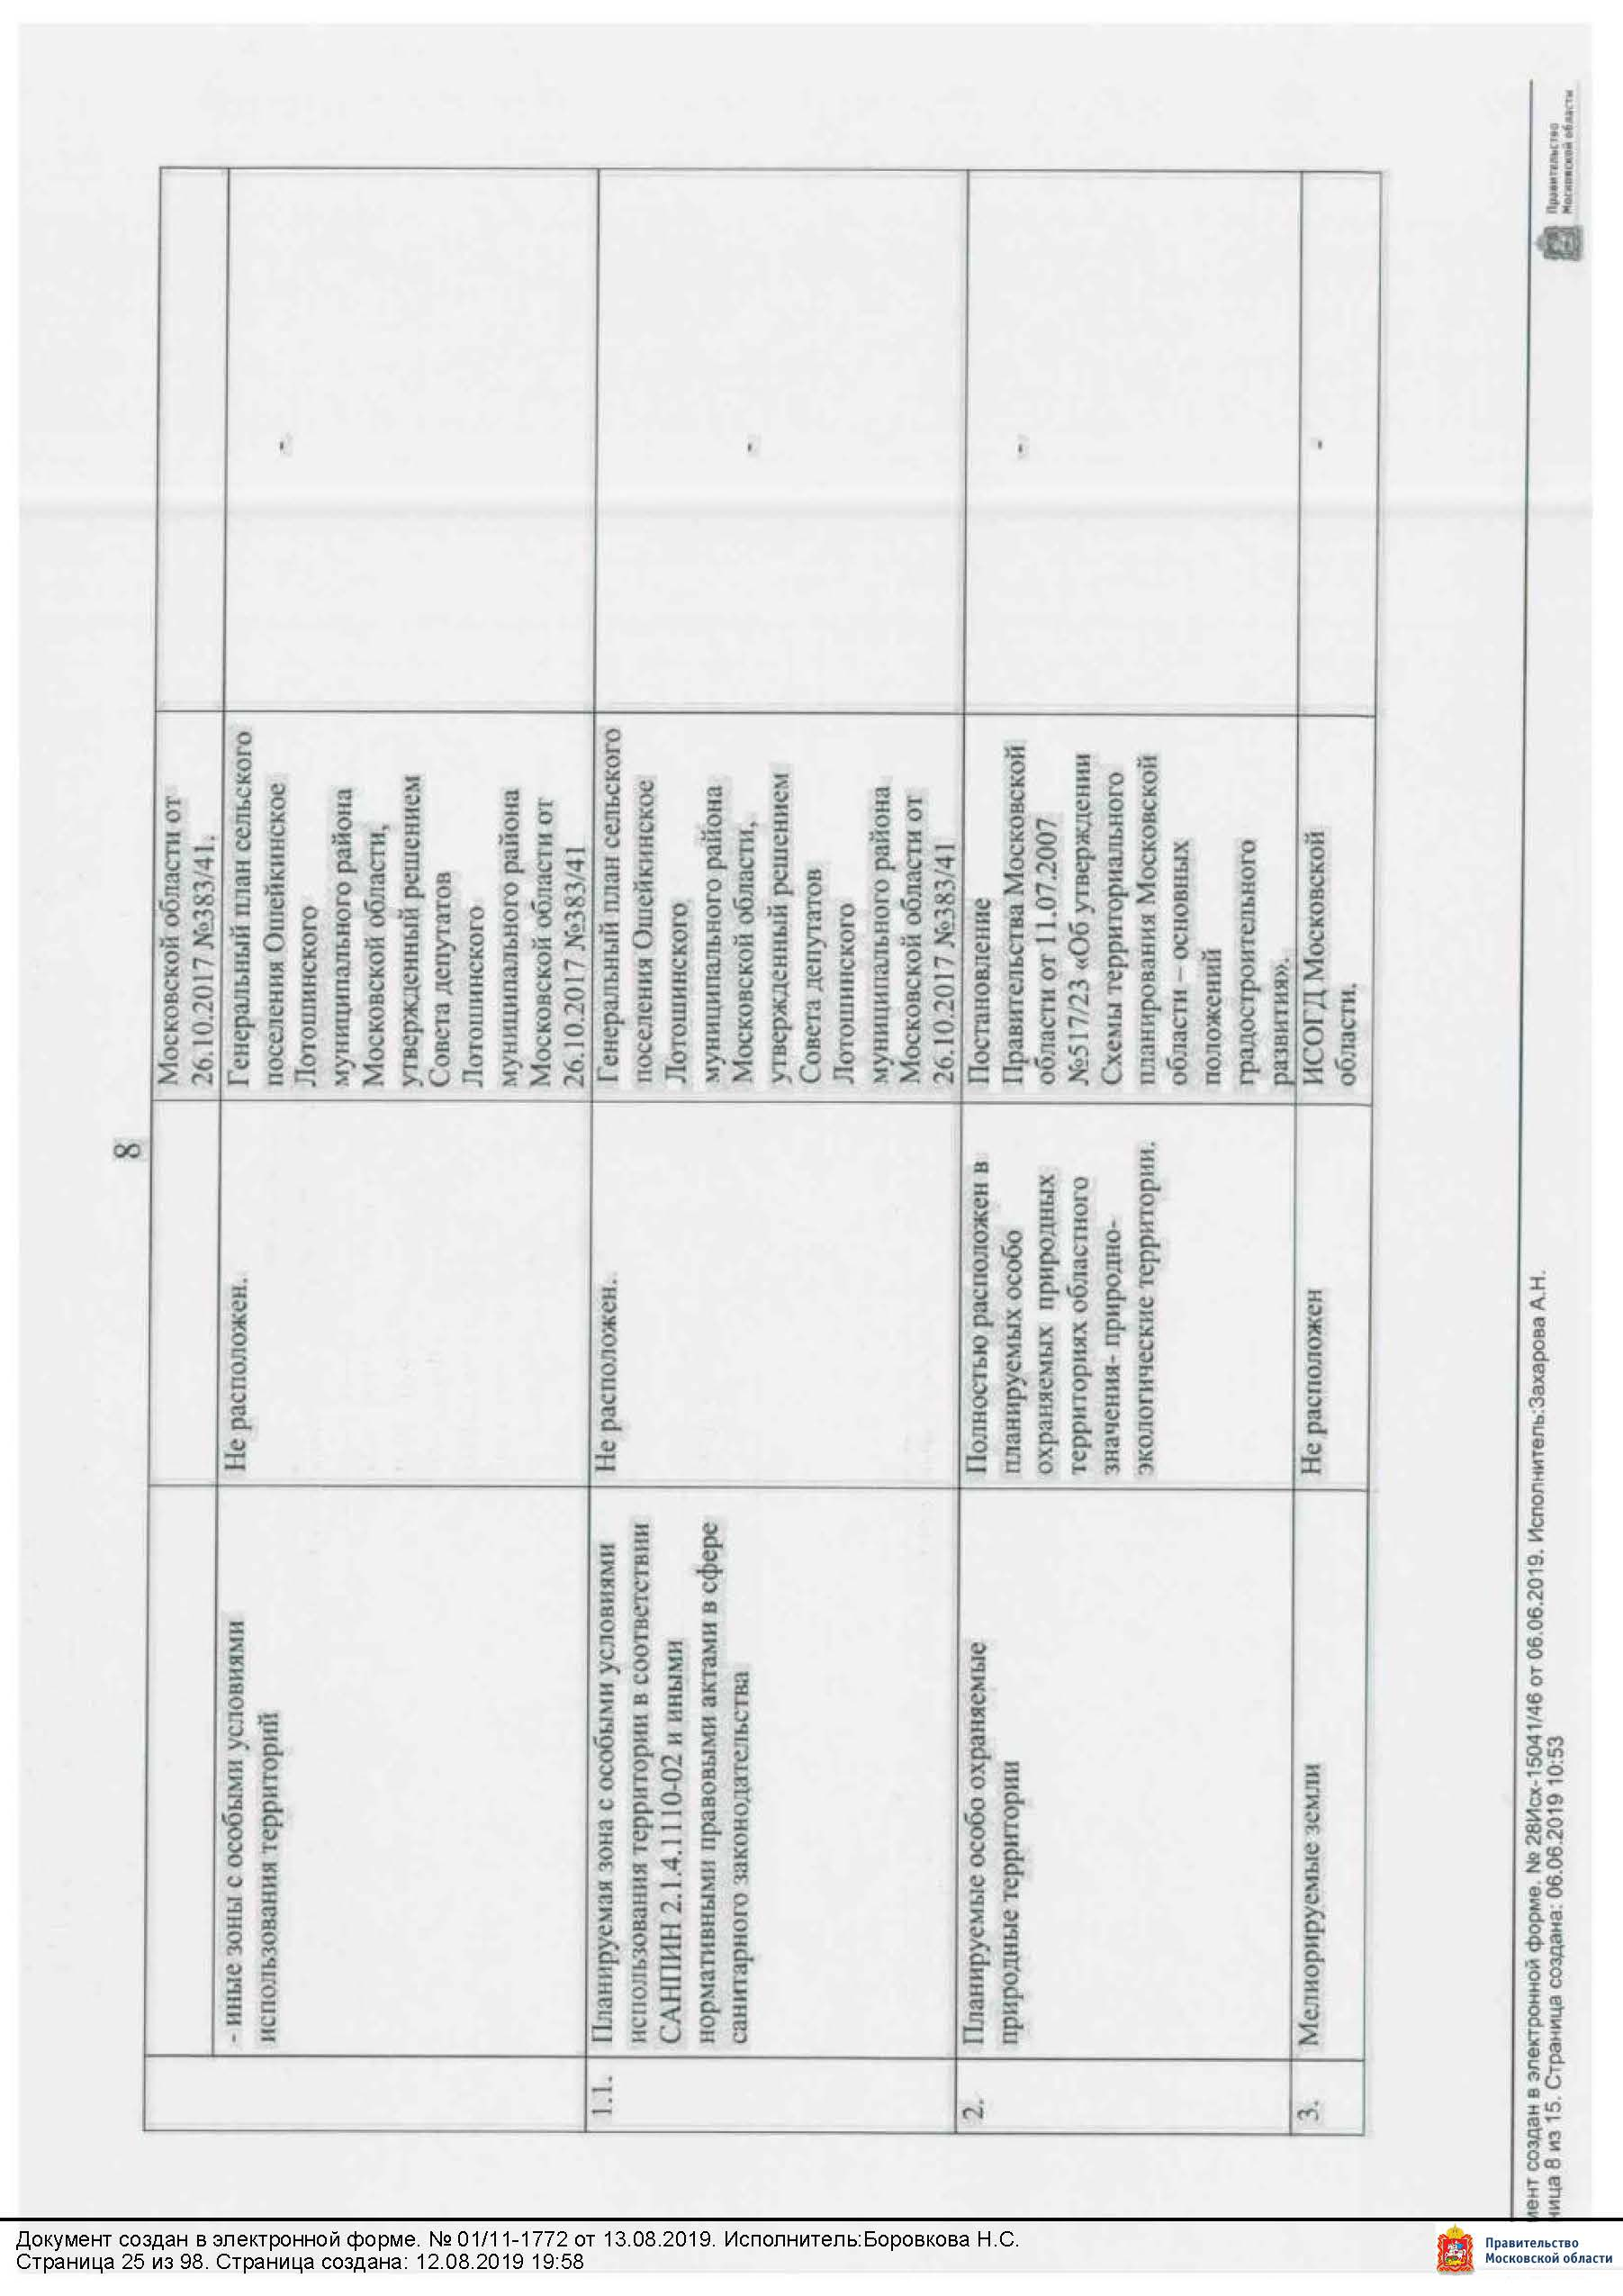 8
Московской области от
26.10.2017 №383/41.
- иные зоны с особыми условиями
использования территорий
Не расположен.
Генеральный план сельского
поселения Ошейкинское
Лотошинского
муниципального района
Московской области,
утвержденный решением
Совета депутатов
Лотошинского
муниципального района
Московской области от
26.10.2017 №383/41
-
1.1.
Планируемая зона с особыми условиями
использования территории в соответствии
САНПИН 2.1.4.1110-02 и иными
нормативными правовыми актами в сфере
санитарного законодательства
Не расположен.
Генеральный план сельского
поселения Ошейкинское
Лотошинского
муниципального района
Московской области,
утвержденный решением
Совета депутатов
Лотошинского
муниципального района
Московской области от
26.10.2017 №383/41
-
2.
Планируемые особо охраняемые
природные территории
Полностью расположен в
планируемых особо
охраняемых природных
территориях областного
значения- природно-
экологические территории.
Постановление
Правительства Московской
области от 11.07.2007
№517/23 «Об утверждении
Схемы территориального
планирования Московской
области – основных
положений
градостроительного
развития».
-
3.
Мелиорируемые земли
Не расположен
ИСОГД Московской
области.
-
мент создан в электронной форме. № 28Исх-15041/46 от 06.06.2019. Исполнитель:Захарова А.Н.
ница 8 из 15. Страница создана: 06.06.2019 10:53
Правительство
Московской области
Документ создан в электронной форме. № 01/11-1772 от 13.08.2019. Исполнитель:Боровкова Н.С.
Страница 25 из 98. Страница создана: 12.08.2019 19:58
Правительство
Московской области